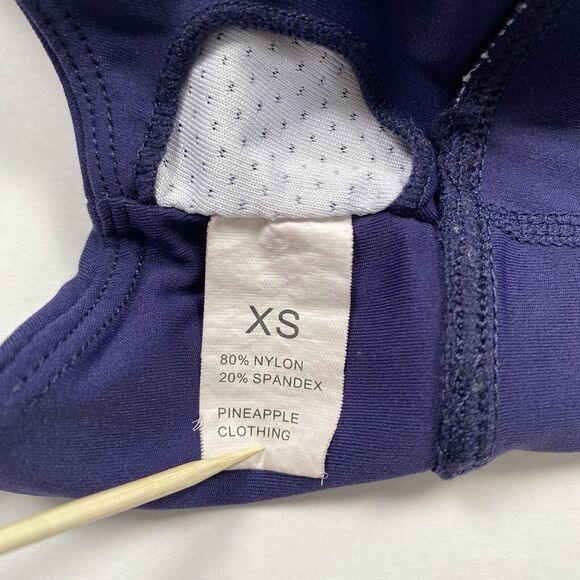 XS
80% NYLON
20% SPANDEX
PINEAPPLE
CLOTHING